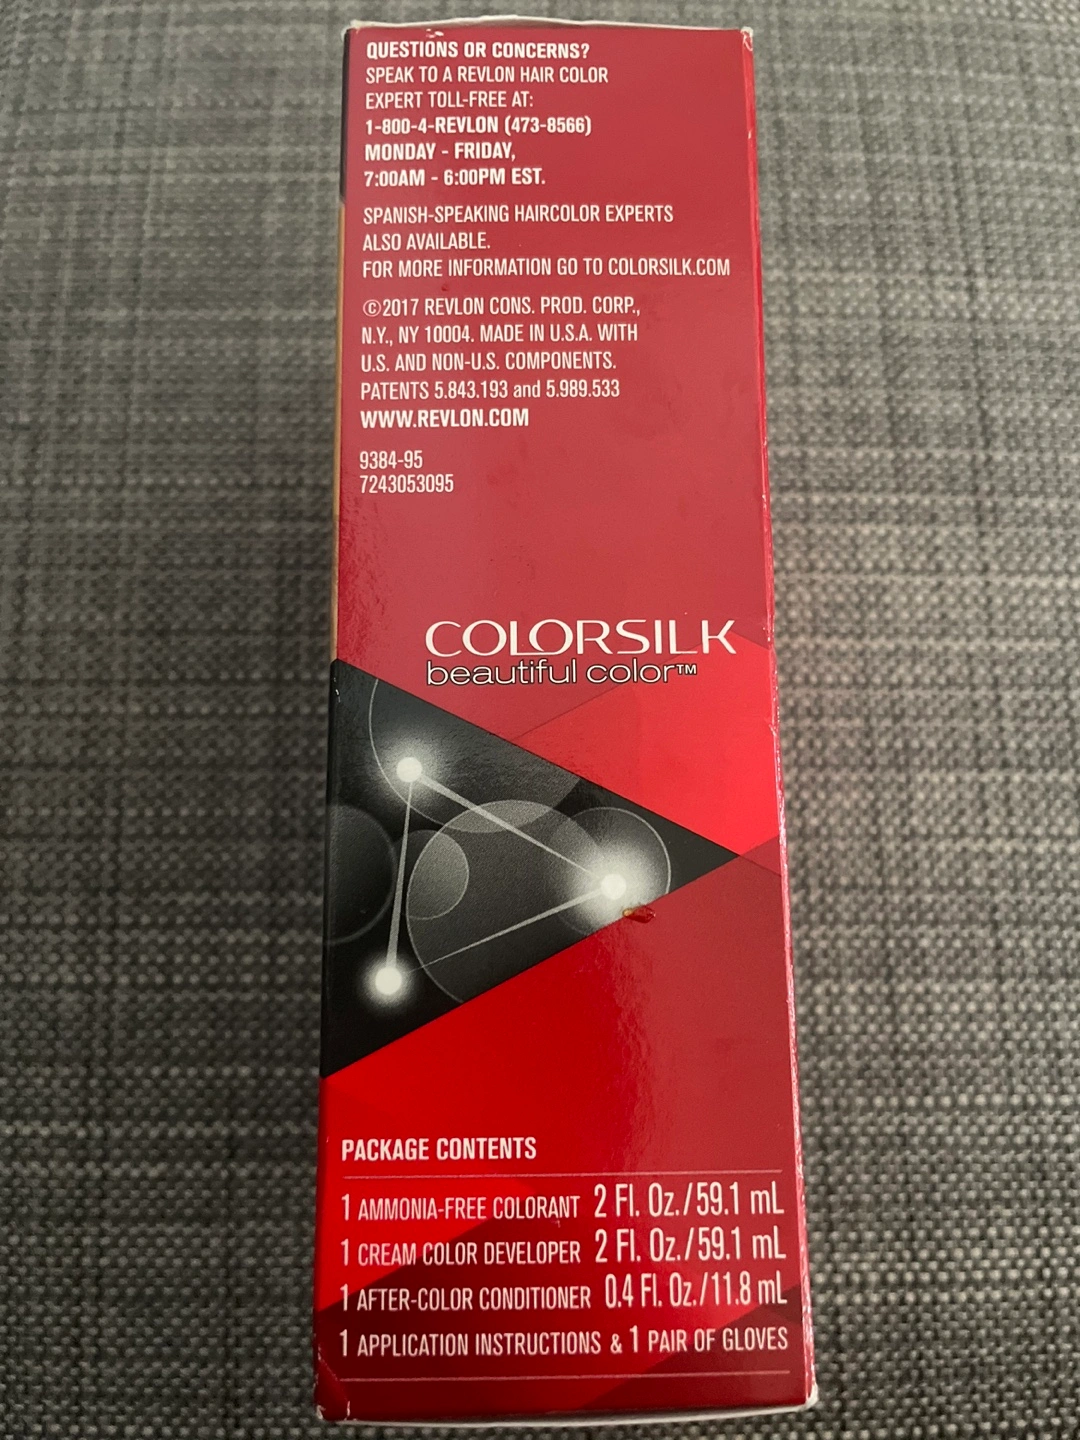 QUESTIONS OR CONCERNS?
SPEAK TO A REVLON HAIR COLOR
EXPERT TOLL-FREE AT:
1-800-4-REVLON (473-8566)
MONDAY - FRIDAY,
7:00AM - 6:00PM EST.
SPANISH-SPEAKING HAIRCOLOR EXPERTS
ALSO AVAILABLE.
FOR MORE INFORMATION GO TO COLORSILK.COM
©2017 REVLON CONS. PROD. CORP.,
N.Y., NY 10004. MADE IN U.S.A. WITH
U.S. AND NON-U.S. COMPONENTS.
PATENTS 5.843.193 and 5.989.533
WWW.REVLON.COM
9384-95
7243053095
COLORSILK
beautiful color™
PACKAGE CONTENTS
1 AMMONIA-FREE COLORANT 2 Fl. Oz./59.1 mL
1 CREAM COLOR DEVELOPER 2 Fl. Oz./59.1 mL
1 AFTER-COLOR CONDITIONER 0.4 Fl. Oz./11.8 mL
1 APPLICATION INSTRUCTIONS & 1 PAIR OF GLOVES